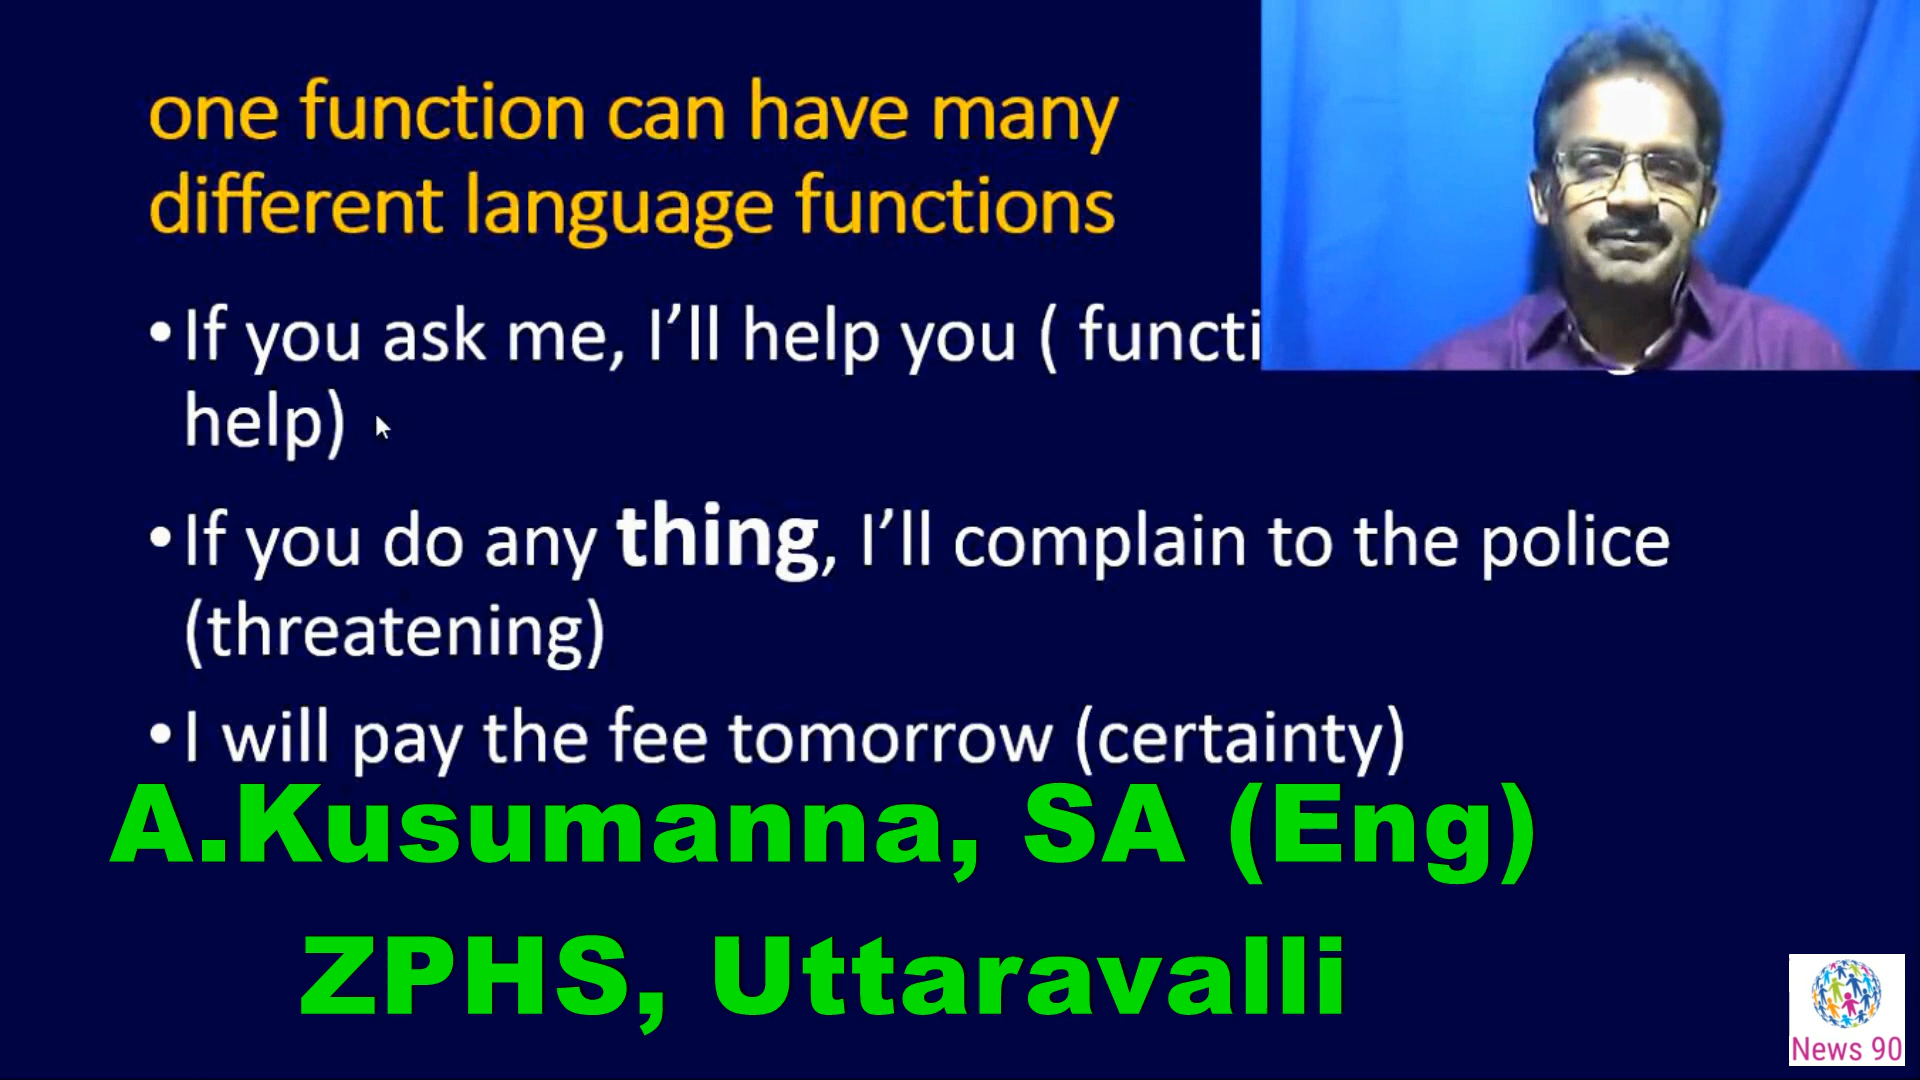 one function can have many
different language functions
•If you ask me, I’ll help you ( 
help)
•If you do any thing, I’ll complain to the police
(threatening)
•I will pay the fee tomorrow (certainty)
A.Kusumanna, SA (Eng)
ZPHS, Uttaravalli
News 90